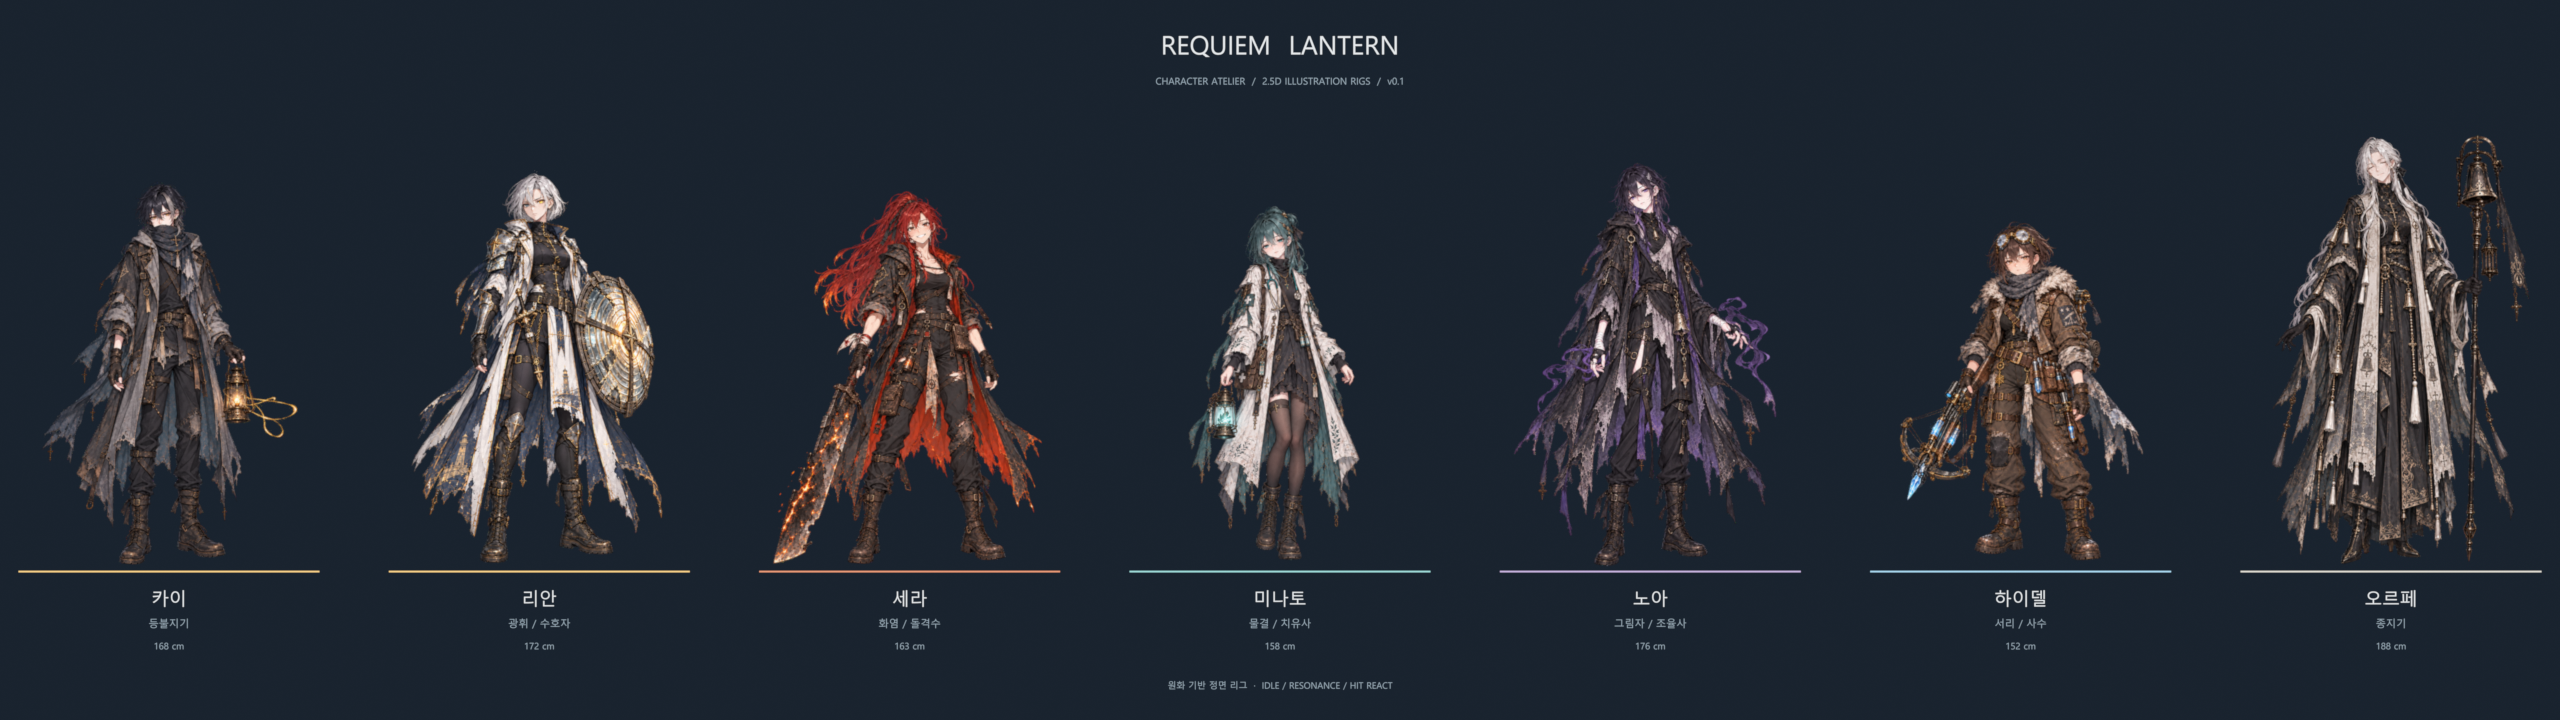 REQUIEM LANTERN
CHARACTER ATELIER / 2.5D ILLUSTRATION RIGS / v0.1
카이
등불지기
168 cm
리안
광휘 / 수호자
172 cm
세라
화염 / 돌격수
163 cm
미나토
물결 / 치유사
158 cm
노아
그림자 / 조율사
176 cm
하이델
서리 / 사수
152 cm
오르페
종지기
188 cm
원화 기반 정면 리그 · IDLE / RESONANCE / HIT REACT